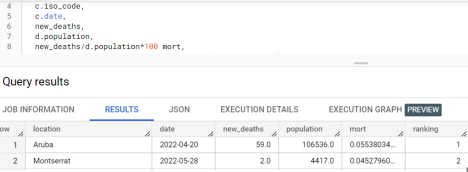 4 c.iso_code,
5 c.date,
6 new_deaths,
7 d.population,
8 new_deaths/d.population*100 mort,
Query results
JOB INFORMATION RESULTS JSON EXECUTION DETAILS EXECUTION GRAPH PREVIEW
ow location date new_deaths population mort ranking
1 Aruba 2022-04-20 59.0 106536.0 0.05538034... 1
2 Montserrat 2022-05-28 2.0 4417.0 0.04527960... 2